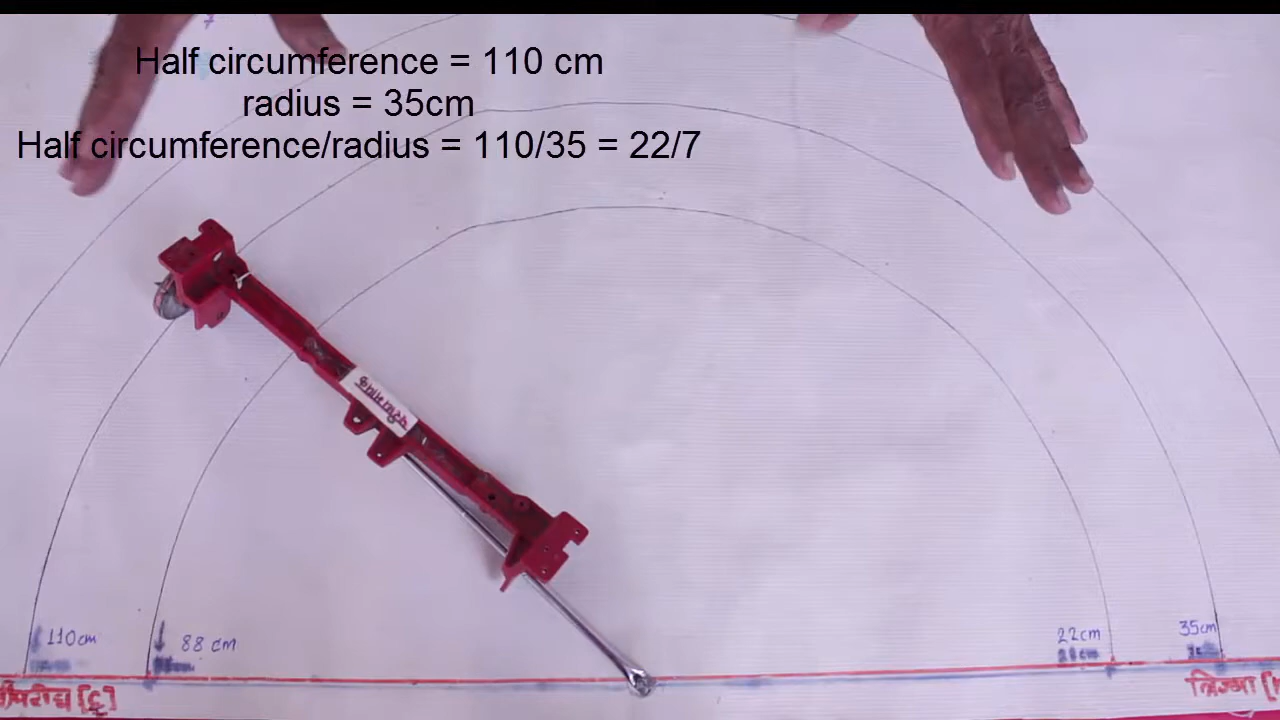 Half circumference = 110 cm
radius = 35cm
Half circumference/radius = 110/35 = 22/7
110cm
88 cm
22cm
35cm
त्रिज्या